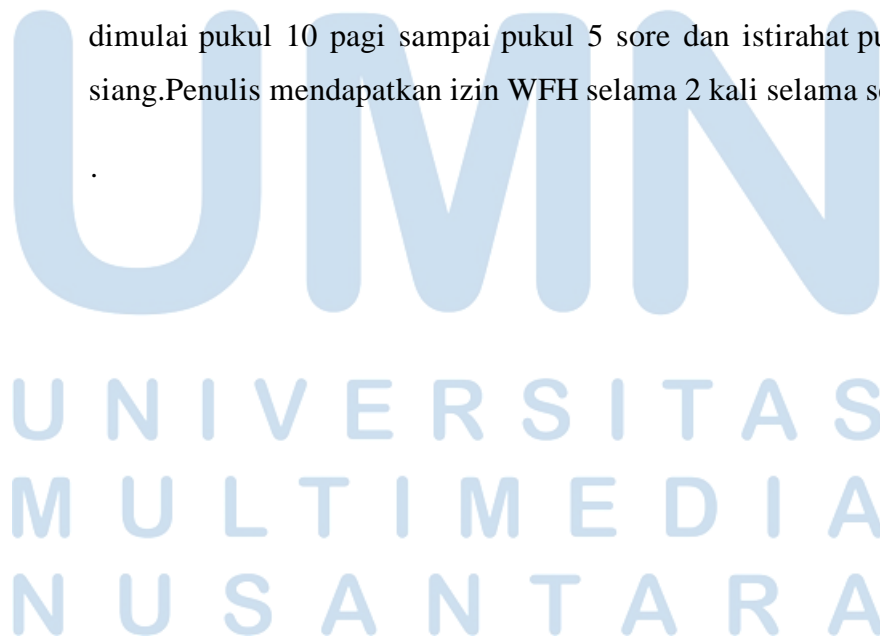 dimulai pukul 10 pagi sampai pukul 5 sore dan istirahat
siang.Penulis mendapatkan izin WFH selama 2 kali selama
.
UMN
UNIVERSITAS
MULTIMEDIA
NUSANTARA